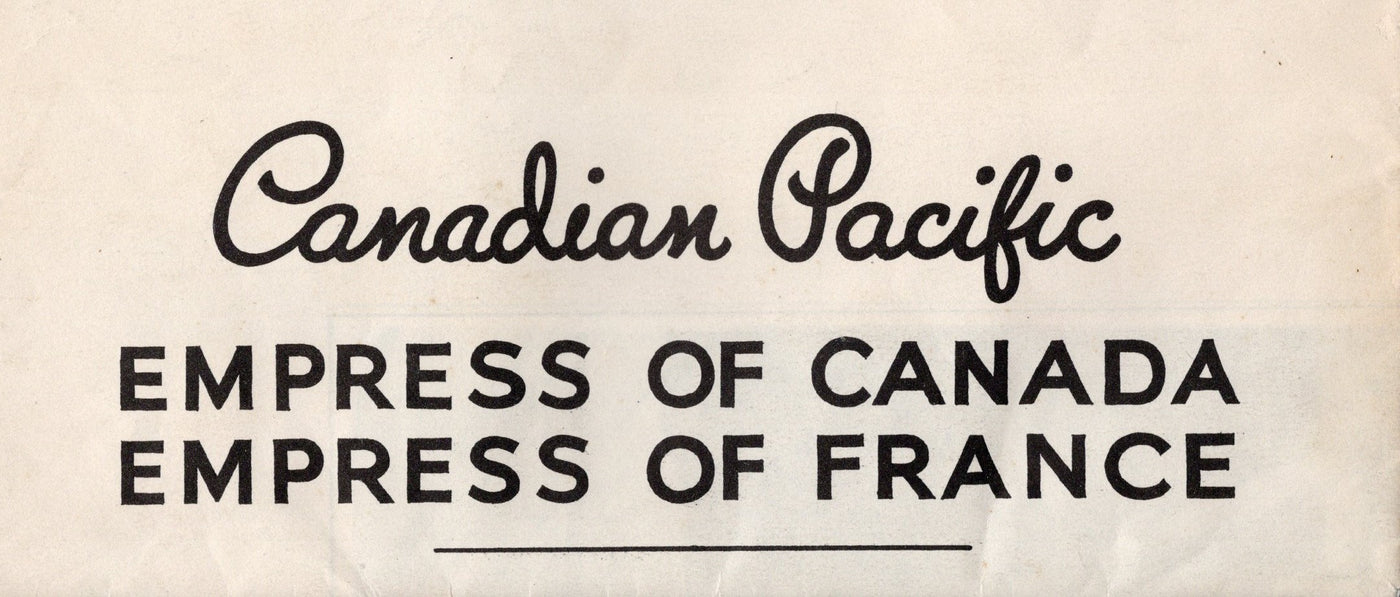 Canadian Pacific
EMPRESS OF CANADA
EMPRESS OF FRANCE